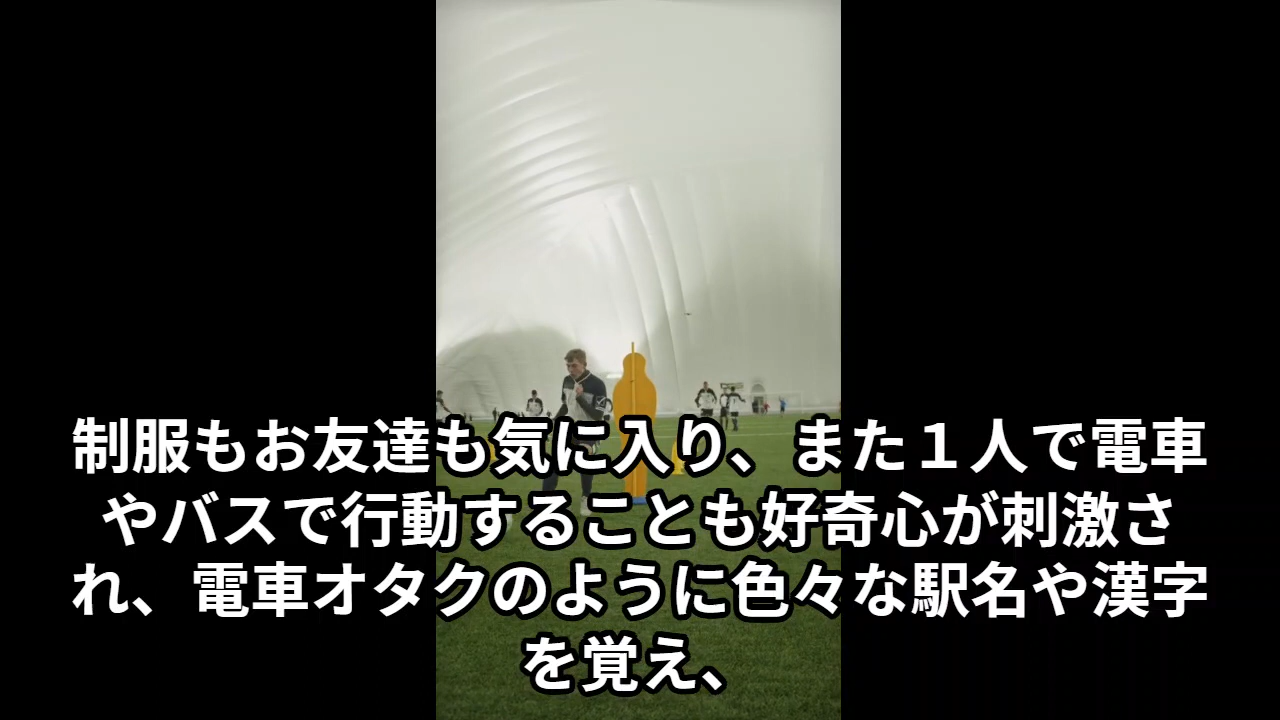 制服もお友達も気に入り、また１人で電車
やバスで行動することも好奇心が刺激さ
れ、電車オタクのように色々な駅名や漢字
を覚え、